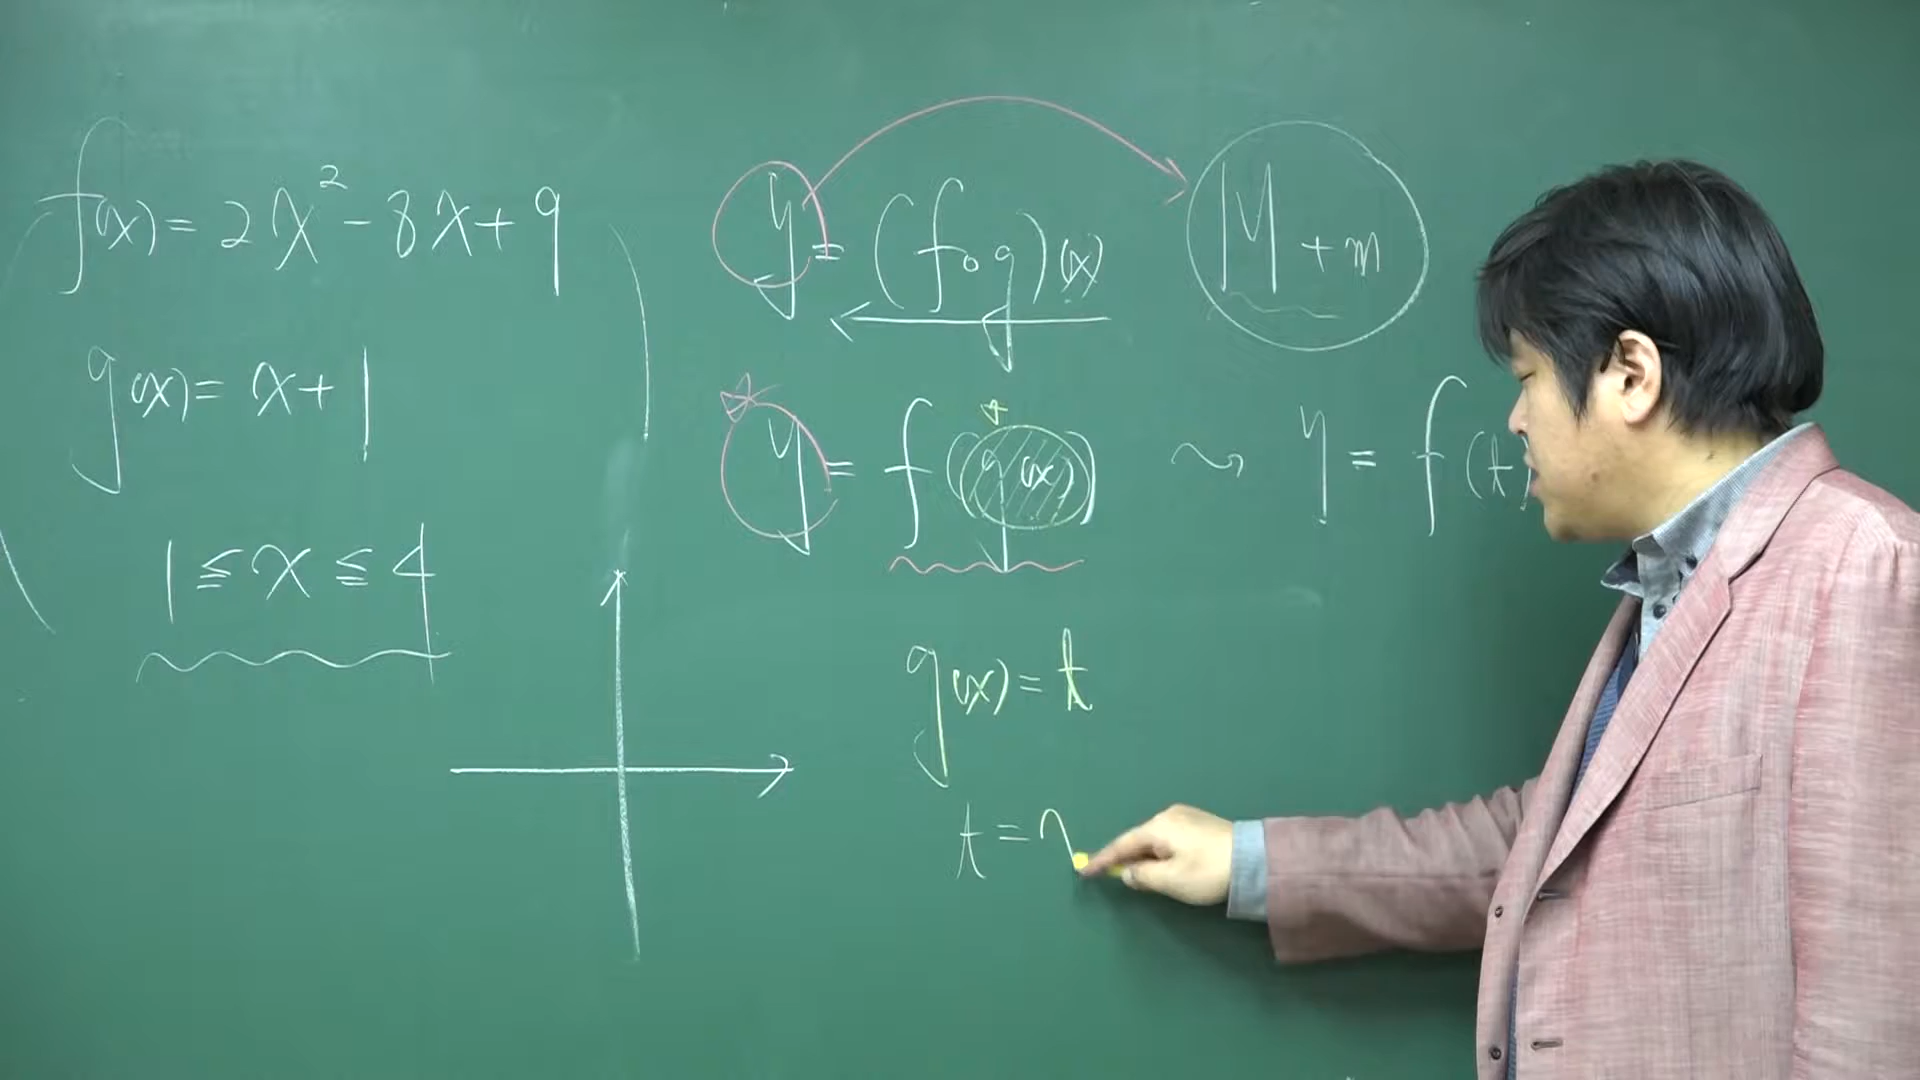 f(x) = 2x² - 8x + 9
g(x) = x + 1
1 ≦ x ≦ 4
y = (f∘g)(x)
M + m
y = f(g(x)) ⇝ y = f(t)
g(x) = t
t =